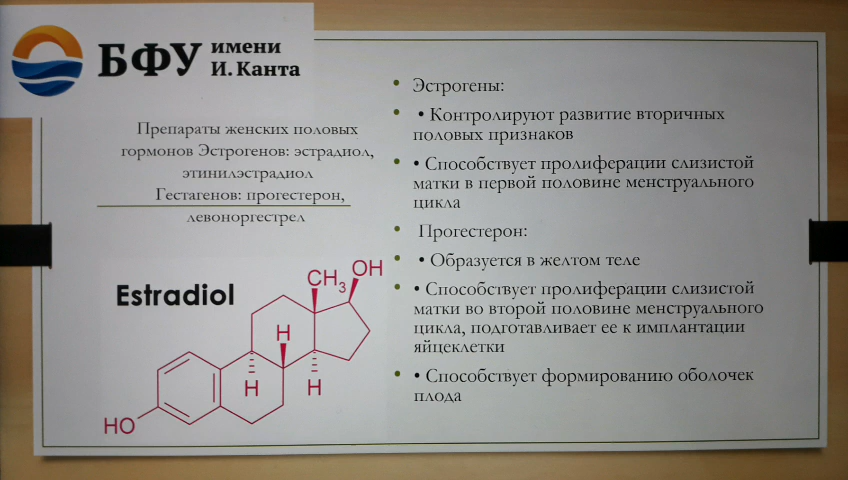 БФУ имени
И. Канта
Препараты женских половых
гормонов Эстрогенов: эстрадиол,
этинилэстрадиол
Гестагенов: прогестерон,
левоноргестрел
Estradiol
CH3
OH
H
H
H
HO
• Эстрогены:
• • Контролируют развитие вторичных
половых признаков
• • Способствует пролиферации слизистой
матки в первой половине менструального
цикла
• Прогестерон:
• • Образуется в желтом теле
• • Способствует пролиферации слизистой
матки во второй половине менструального
цикла, подготавливает ее к имплантации
яйцеклетки
• • Способствует формированию оболочек
плода